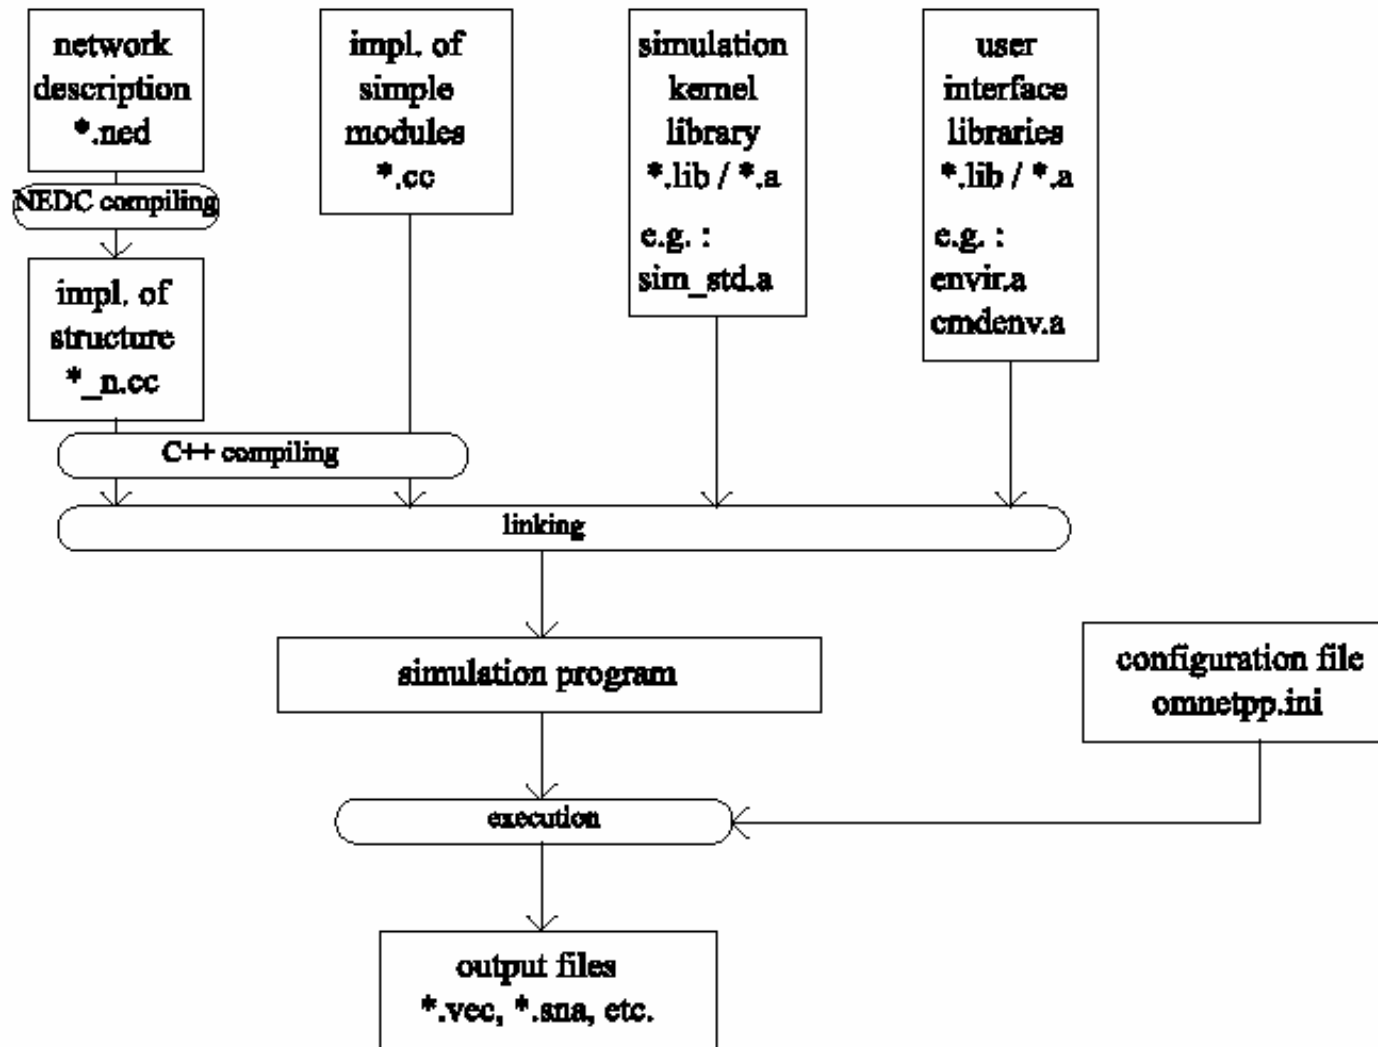 network
description
*.ned
NEDC compiling
impl. of
structure
*_n.cc
impl. of
simple
modules
*.cc
simulation
kernel
library
*.lib / *.a
e.g. :
sim_std.a
user
interface
libraries
*.lib / *.a
e.g. :
envir.a
cmdenv.a
C++ compiling
linking
simulation program
configuration file
omnetpp.ini
execution
output files
*.vec, *.sna, etc.